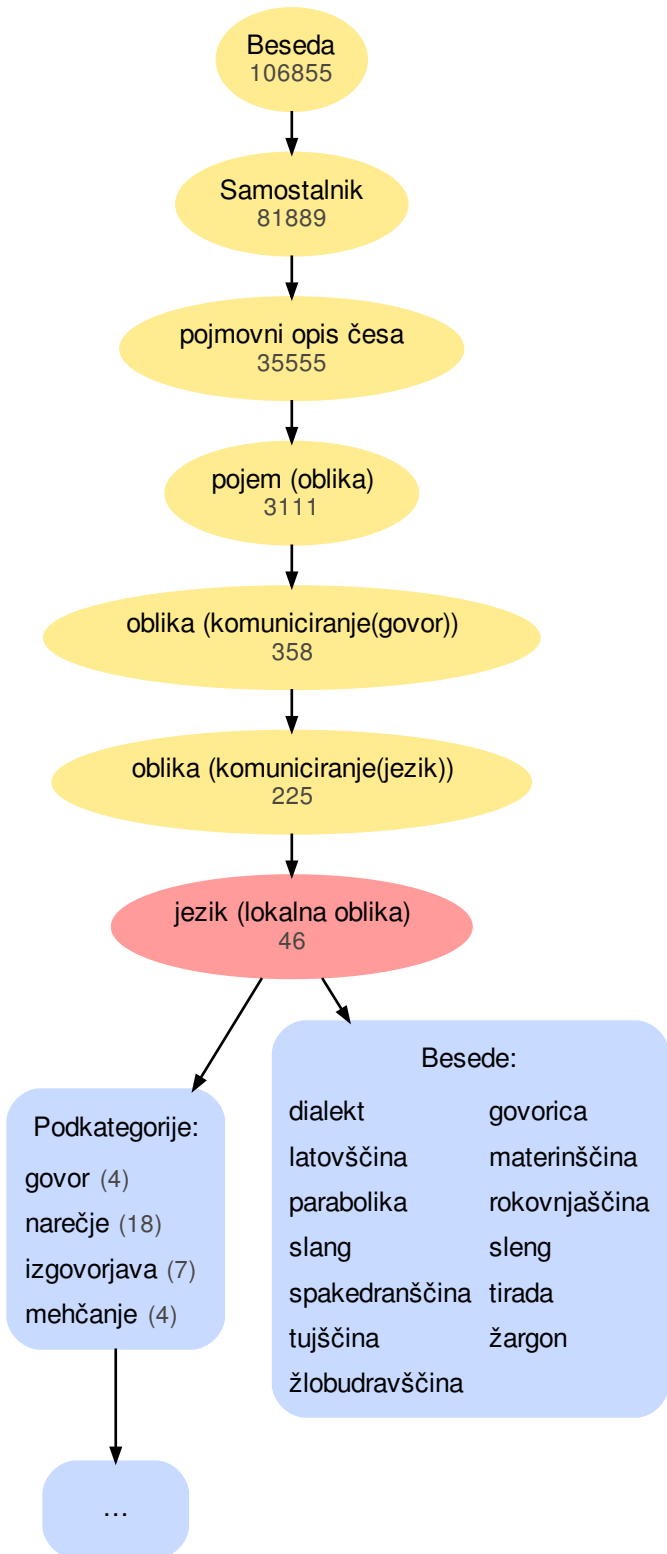 Beseda
106855
Samostalnik
81889
pojmovni opis česa
35555
pojem (oblika)
3111
oblika (komuniciranje(govor))
358
oblika (komuniciranje(jezik))
225
jezik (lokalna oblika)
46
Podkategorije:
govor (4)
narečje (18)
izgovorjava (7)
mehčanje (4)
…
Besede:
dialekt govorica
latovščina materinščina
parabolika rokovnjaščina
slang sleng
spakedranščina tirada
tujščina žargon
žlobudravščina